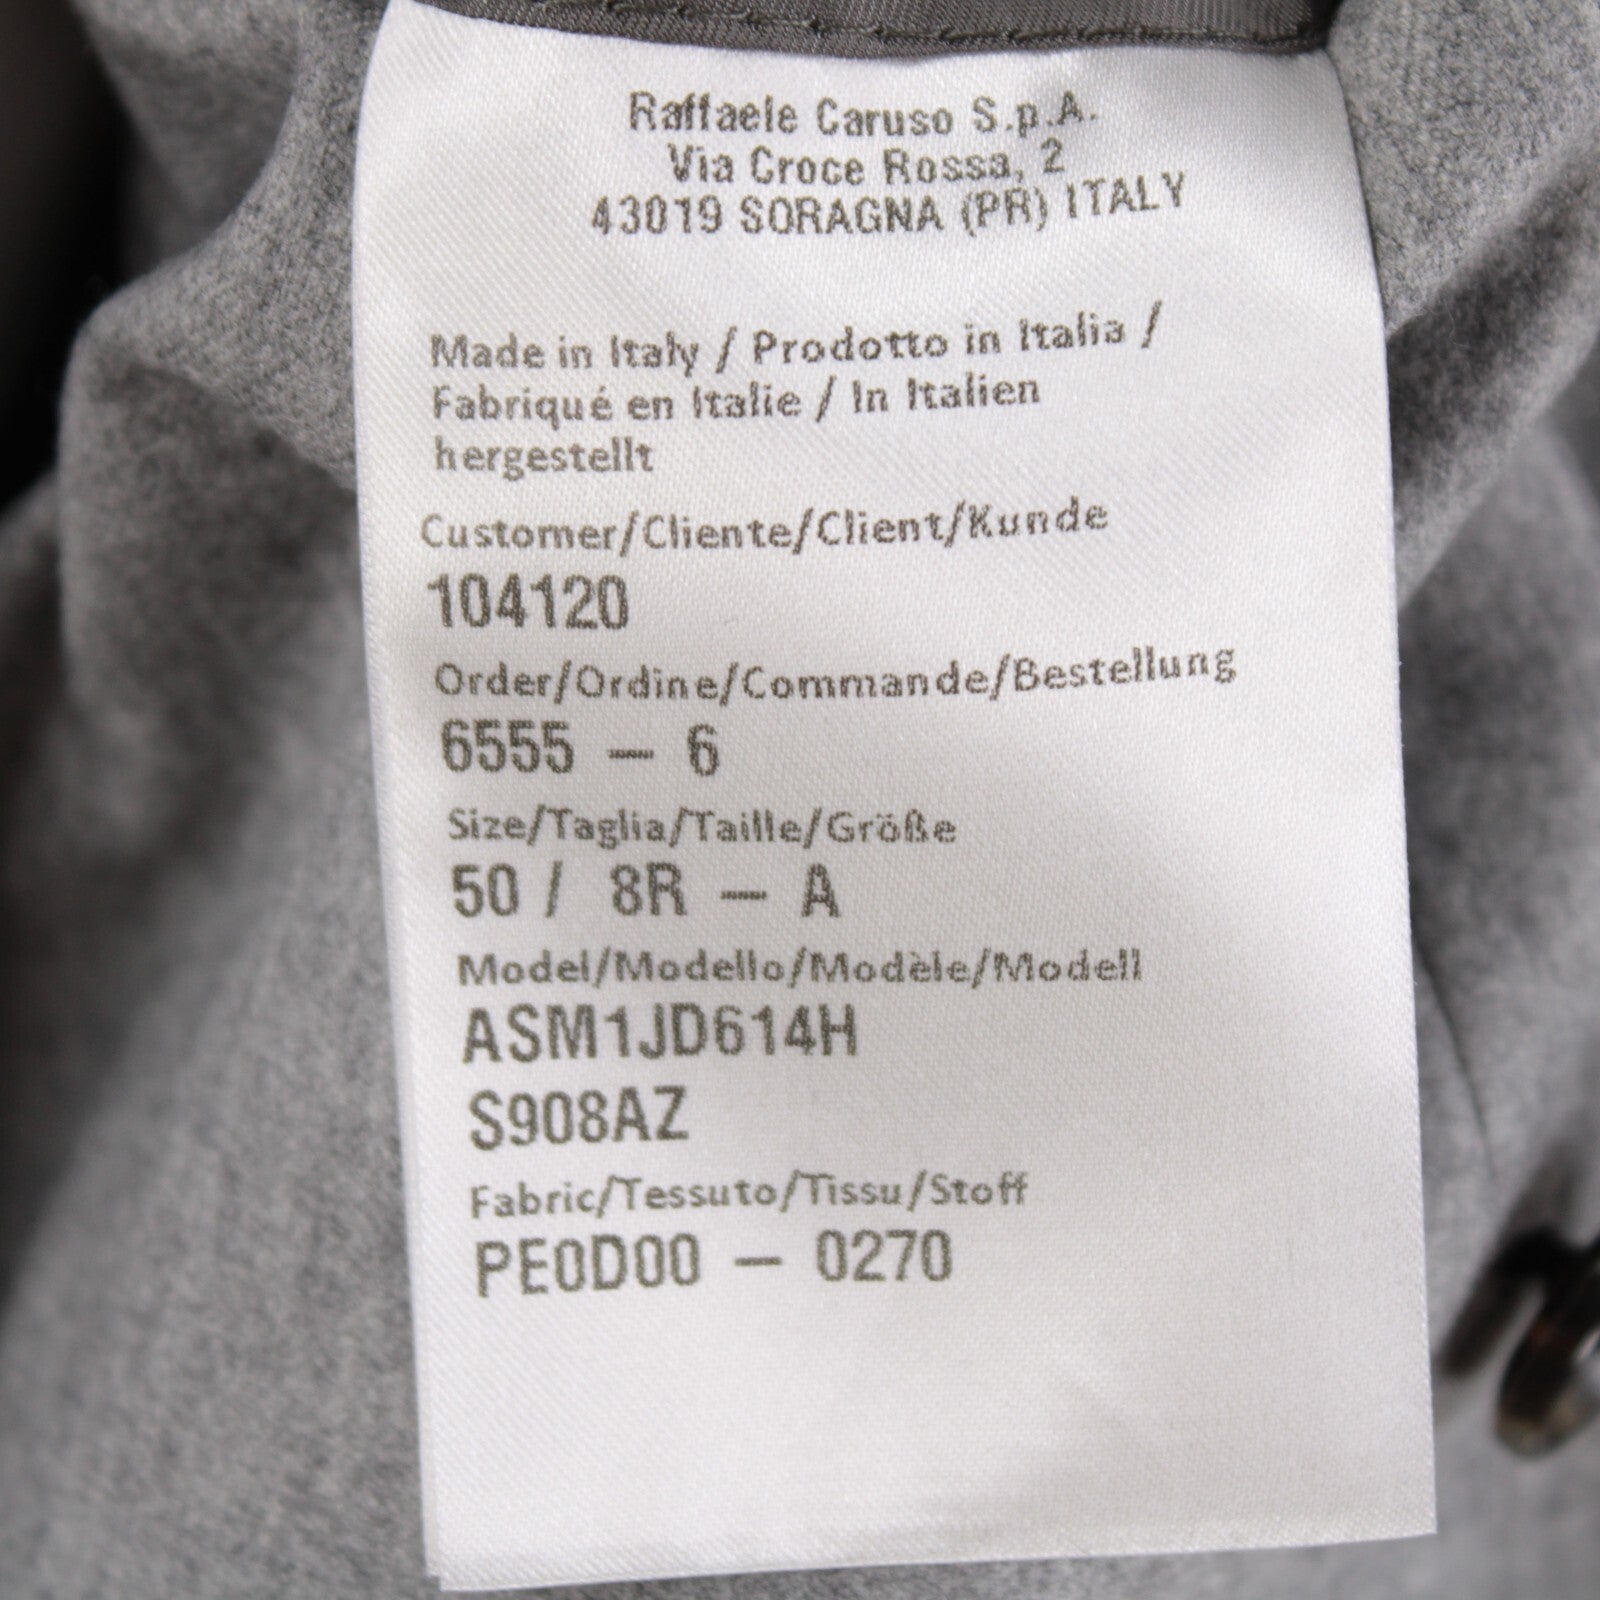 Raffaele Caruso S.p.A.
Via Croce Rossa, 2
43019 SORAGNA (PR) ITALY
Made in Italy / Prodotto in Italia /
Fabriqué en Italie / In Italien
hergestellt
Customer/Cliente/Client/Kunde
104120
Order/Ordine/Commande/Bestellung
6555 – 6
Size/Taglia/Taille/Größe
50 / 8R – A
Model/Modello/Modèle/Modell
ASM1JD614H
S908AZ
Fabric/Tessuto/Tissu/Stoff
PE0D00 – 0270